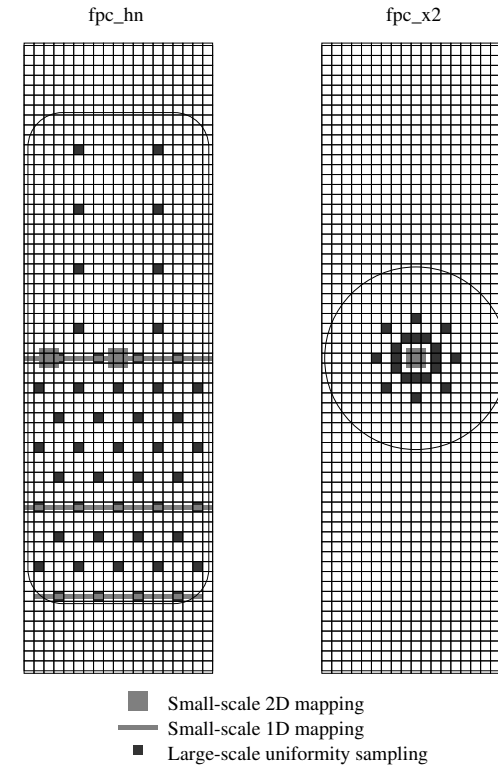 fpc_hn
fpc_x2
Small-scale 2D mapping
Small-scale 1D mapping
Large-scale uniformity sampling